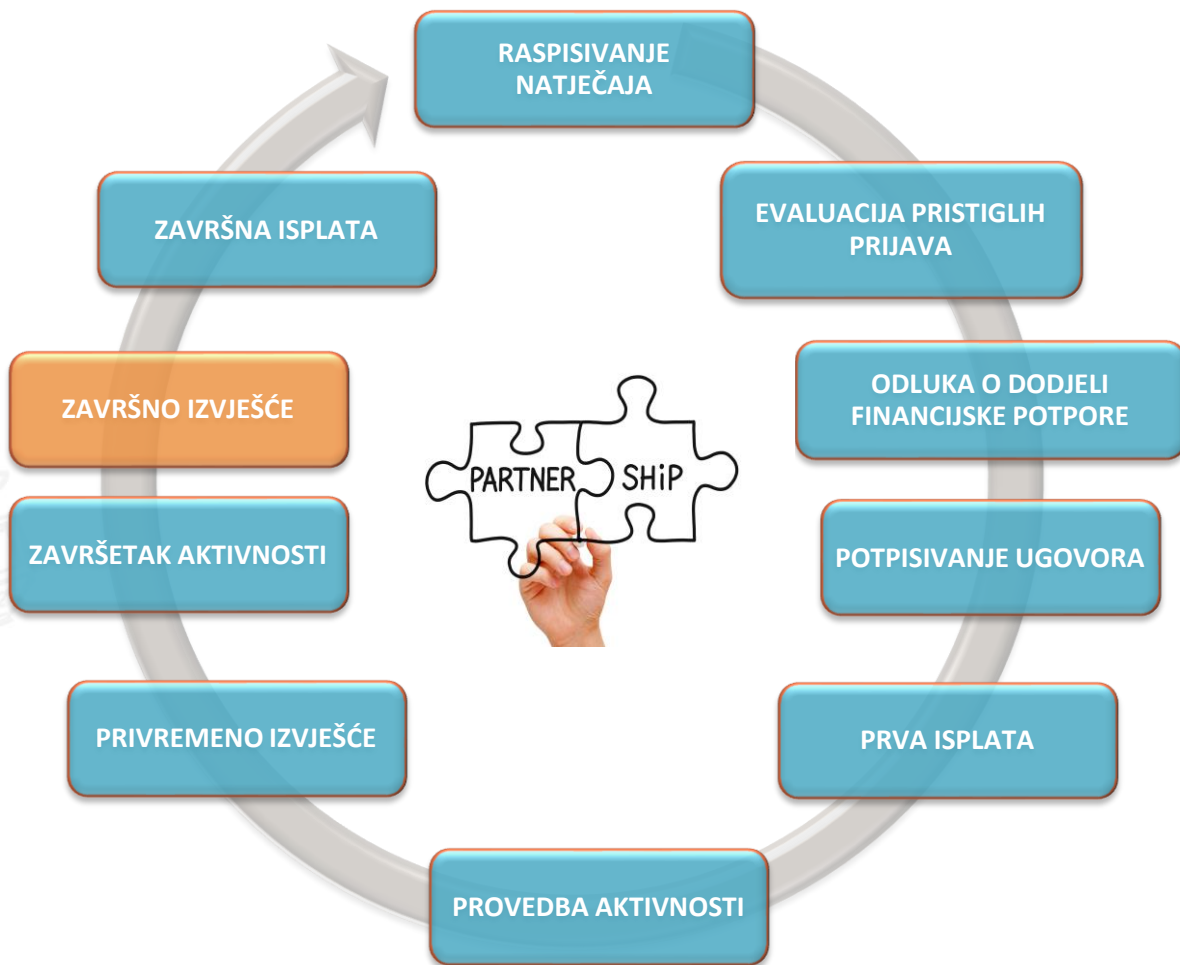 RASPISIVANJE
NATJEČAJA
EVALUACIJA PRISTIGLIH
PRIJAVA
ODLUKA O DODJELI
FINANCIJSKE POTPORE
POTPISIVANJE UGOVORA
PRVA ISPLATA
PROVEDBA AKTIVNOSTI
PRIVREMENO IZVJEŠĆE
ZAVRŠETAK AKTIVNOSTI
ZAVRŠNO IZVJEŠĆE
ZAVRŠNA ISPLATA
PARTNER SHiP